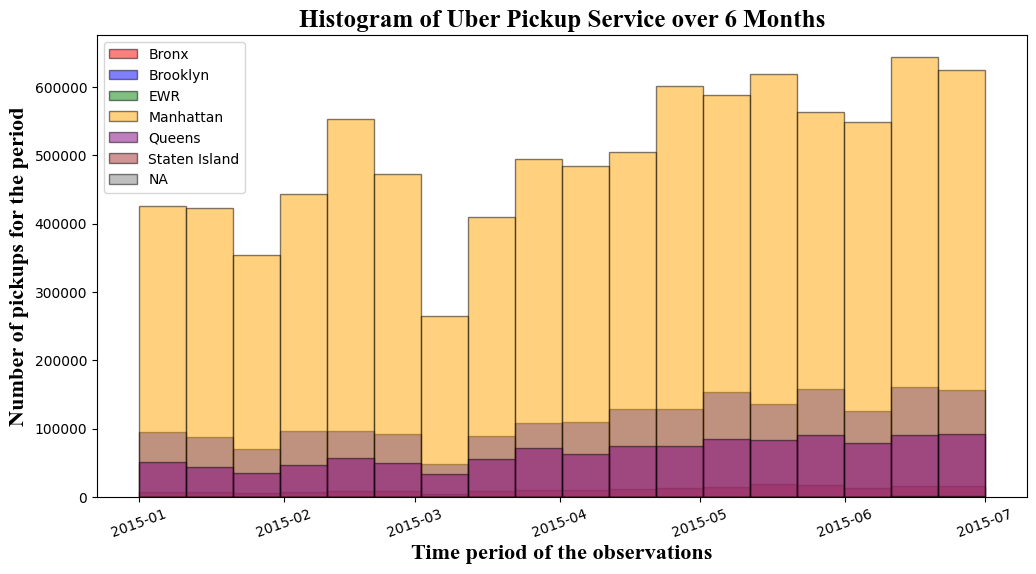 Histogram of Uber Pickup Service over 6 Months
Number of pickups for the period
600000
500000
400000
300000
200000
100000
0
Bronx
Brooklyn
EWR
Manhattan
Queens
Staten Island
NA
2015-01
2015-02
2015-03
2015-04
2015-05
2015-06
2015-07
Time period of the observations